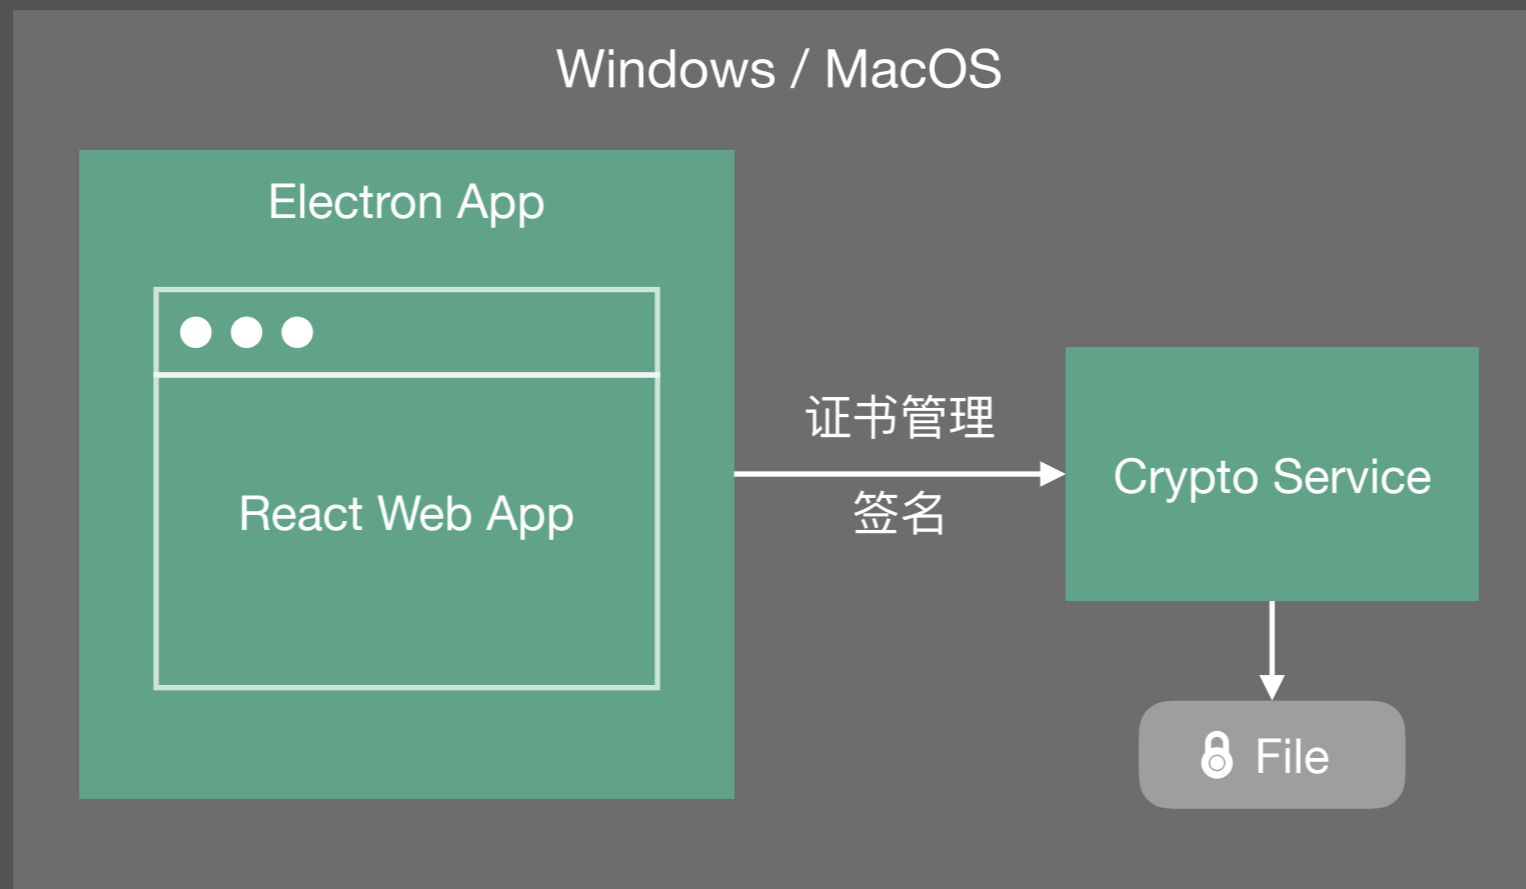 Windows / MacOS
Electron App
React Web App
证书管理
签名
Crypto Service
File